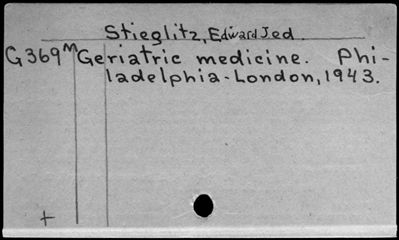 Stieglitz, Edward Jed.
G369M Geriatric medicine. Phi-
ladelphia-London, 1943.
+